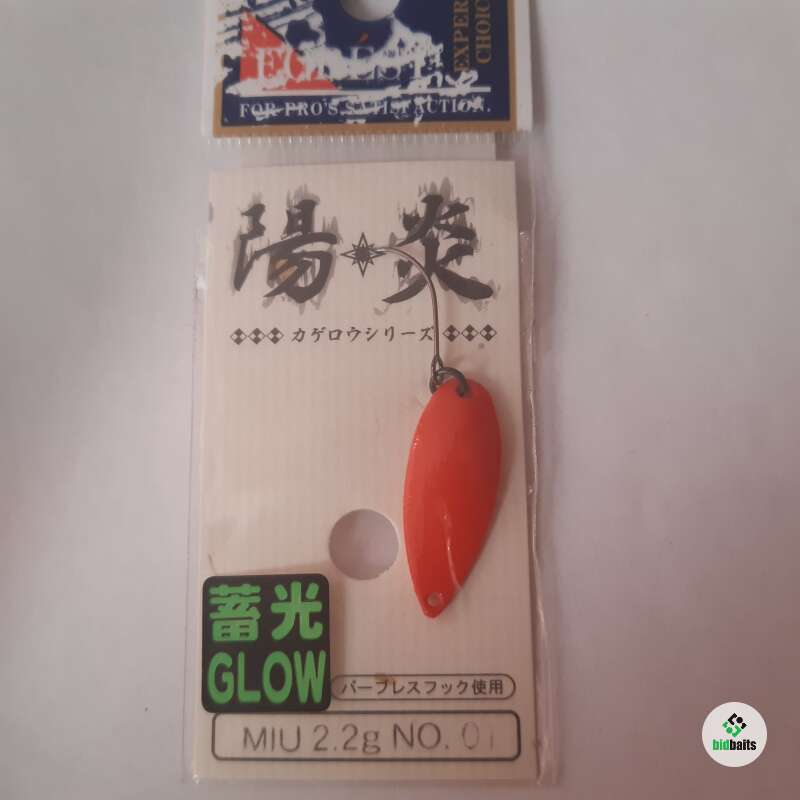 EXPERT
CHOICE
FOR PRO'S SATISFACTION.
陽炎
カゲロウシリーズ
蓄光
GLOW
バーブレスフック使用
MIU 2.2g NO. 01
bidbaits